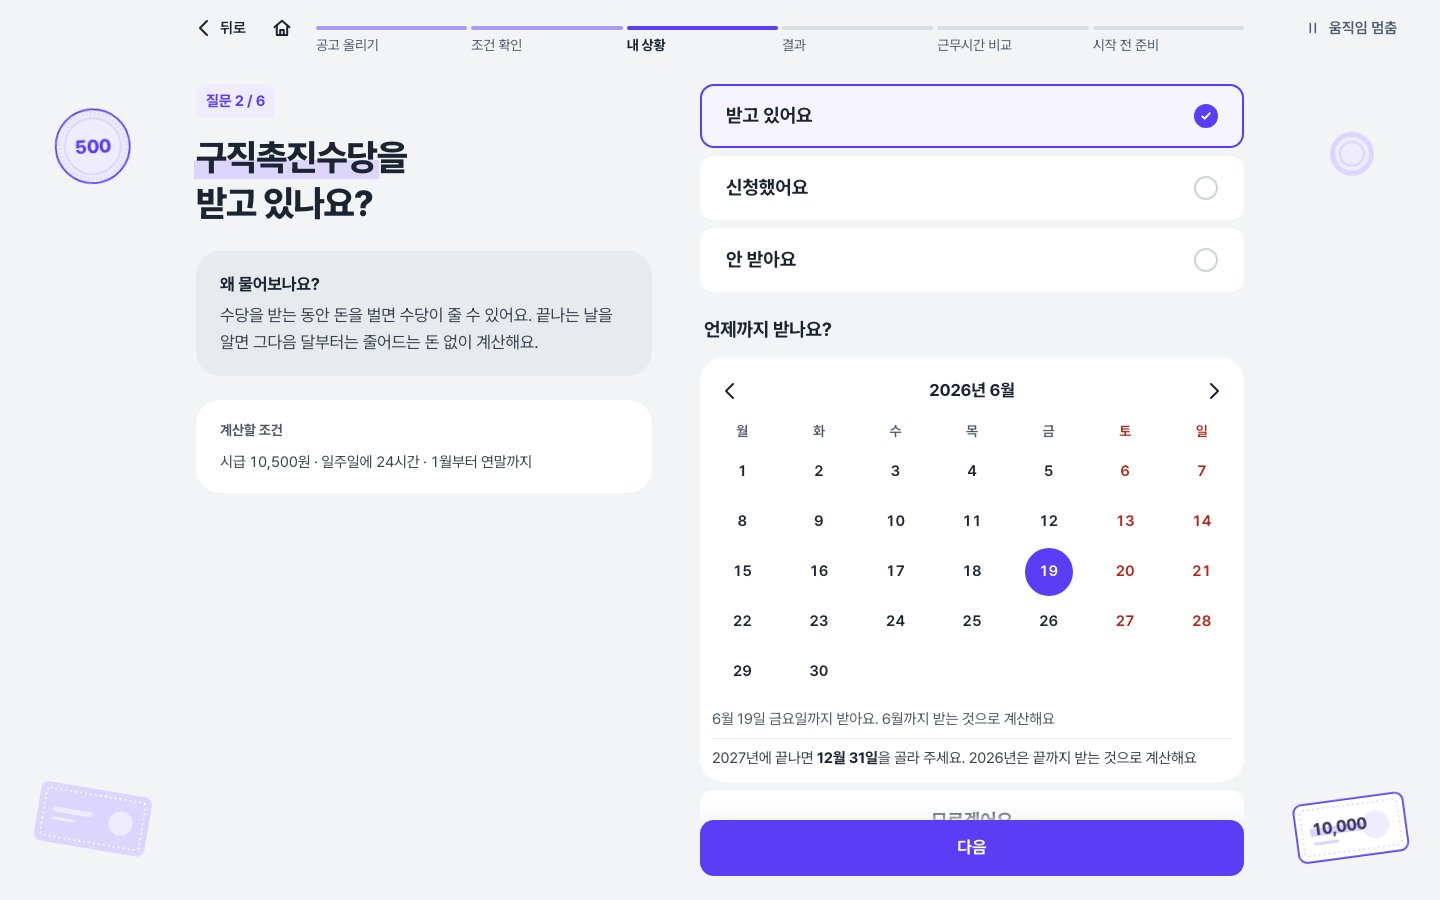 뒤로
공고 올리기
조건 확인
내 상황
결과
근무시간 비교
시작 전 준비
움직임 멈춤
500
질문 2 / 6
구직촉진수당을
받고 있나요?
왜 물어보나요?
수당을 받는 동안 돈을 벌면 수당이 줄 수 있어요. 끝나는 날을
알면 그다음 달부터는 줄어드는 돈 없이 계산해요.
계산할 조건
시급 10,500원 · 일주일에 24시간 · 1월부터 연말까지
받고 있어요
신청했어요
안 받아요
언제까지 받나요?
2026년 6월
월 화 수 목 금 토 일
1 2 3 4 5 6 7
8 9 10 11 12 13 14
15 16 17 18 19 20 21
22 23 24 25 26 27 28
29 30
6월 19일 금요일까지 받아요. 6월까지 받는 것으로 계산해요
2027년에 끝나면 12월 31일을 골라 주세요. 2026년은 끝까지 받는 것으로 계산해요
다음
10,000